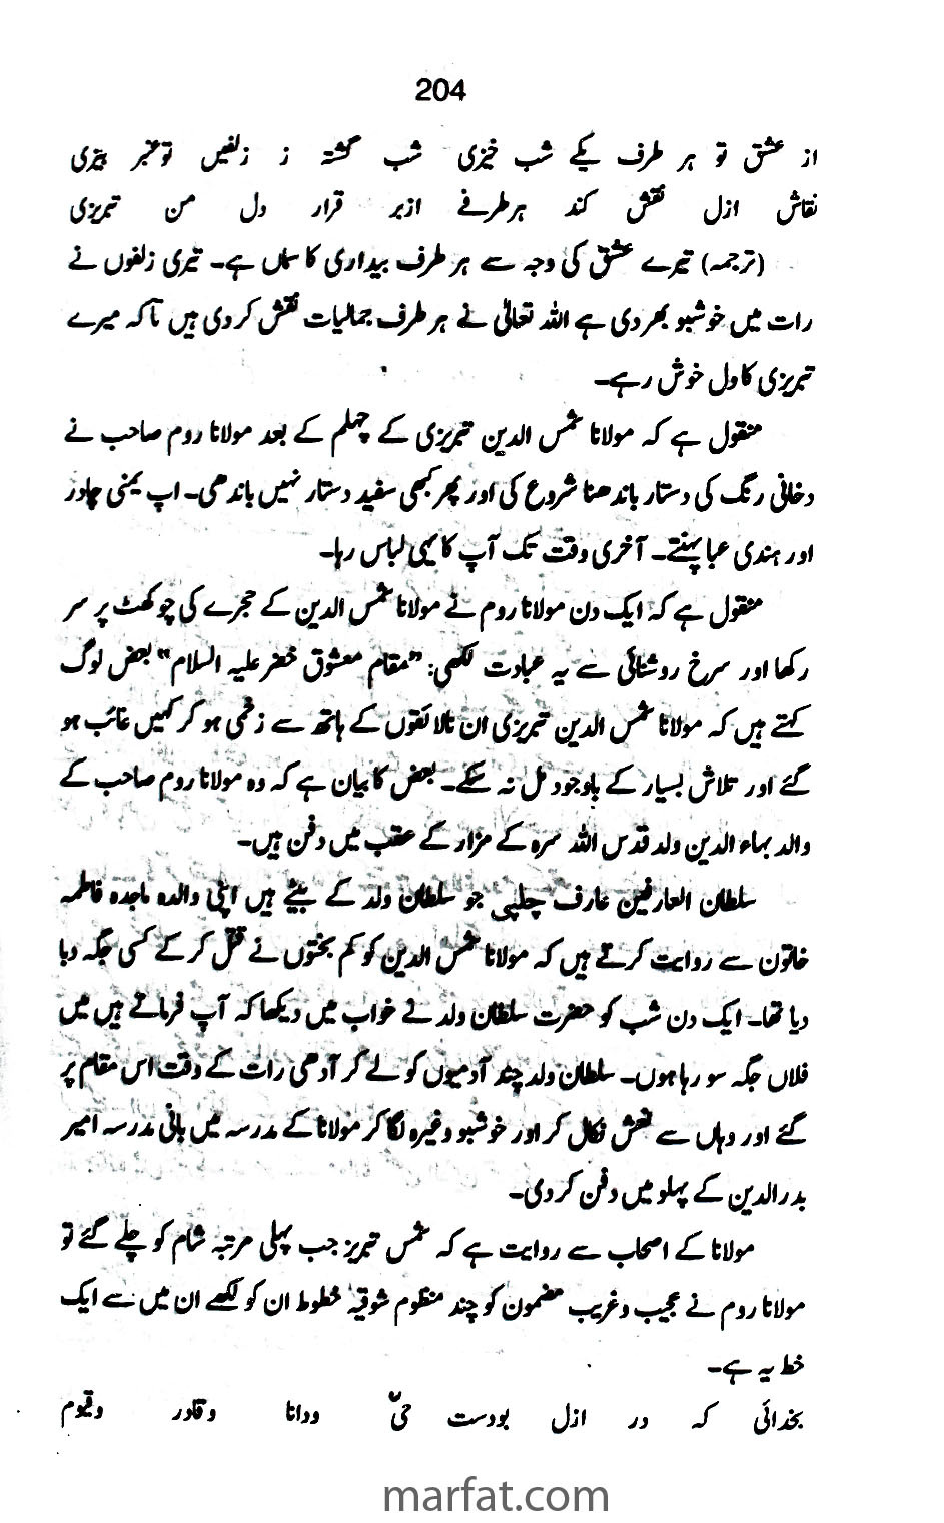 204
از عشق تو ہر طرف یکے شب خیزی شب گشتہ ز زلفیں تو عنبر بیزی
نقاش ازل نقش کند ہر طرفے از بر قرار دل من تبریزی
(ترجمہ) تیرے عشق کی وجہ سے ہر طرف بیداری کا سماں ہے۔ تیری زلفوں نے
رات میں خوشبو بھر دی ہے اللہ تعالیٰ نے ہر طرف جمالیات نقش کر دی ہیں تاکہ میرے
تبریزی کا دل خوش رہے۔
منقول ہے کہ مولانا شمس الدین تبریزی کے چہلم کے بعد مولانا روم صاحب نے
دخانی رنگ کی دستار باندھنا شروع کی اور پھر کبھی سفید دستار نہیں باندھی۔ اپ یمنی چادر
اور ہندی عبا پہنتے۔ آخری وقت تک آپ کا یہی لباس رہا۔
منقول ہے کہ ایک دن مولانا روم نے مولانا شمس الدین کے حجرے کی چوکھٹ پر سر
رکھا اور سرخ روشنائی سے یہ عبادت لکھی: "مقام معشوق خضر علیہ السلام" بعض لوگ
کہتے ہیں کہ مولانا شمس الدین تبریزی ان نالائقوں کے ہاتھ سے زخمی ہو کر کہیں غائب ہو
گئے اور تلاش بسیار کے باوجود مل نہ سکے۔ بعض کا بیان ہے کہ وہ مولانا روم صاحب کے
والد بہاء الدین ولد قدس اللہ سرہ کے مزار کے عقب میں دفن ہیں۔
سلطان العارفین عارف چلپی جو سلطان ولد کے بیٹے ہیں اپنی والدہ ماجدہ فاطمہ
خاتون سے روایت کرتے ہیں کہ مولانا شمس الدین کو کم بختوں نے قتل کر کے کسی جگہ دبا
دیا تھا۔ ایک دن شب کو حضرت سلطان ولد نے خواب میں دیکھا کہ آپ فرماتے ہیں میں
فلاں جگہ سو رہا ہوں۔ سلطان ولد چند آدمیوں کو لے کر آدھی رات کے وقت اس مقام پر
گئے اور وہاں سے نعش نکال کر اور خوشبو وغیرہ لگا کر مولانا کے مدرسہ میں بانی مدرسہ امیر
بدر الدین کے پہلو میں دفن کر دی۔
مولانا کے اصحاب سے روایت ہے کہ شمس تبریز جب پہلی مرتبہ شام کو چلے گئے تو
مولانا روم نے عجیب و غریب مضمون کو چند منظوم شوقیہ خطوط ان کو لکھے ان میں سے ایک
خط یہ ہے۔
بخدائی کہ در ازل بودست حیّ و دانا و قادر و قیوم
marfat.com